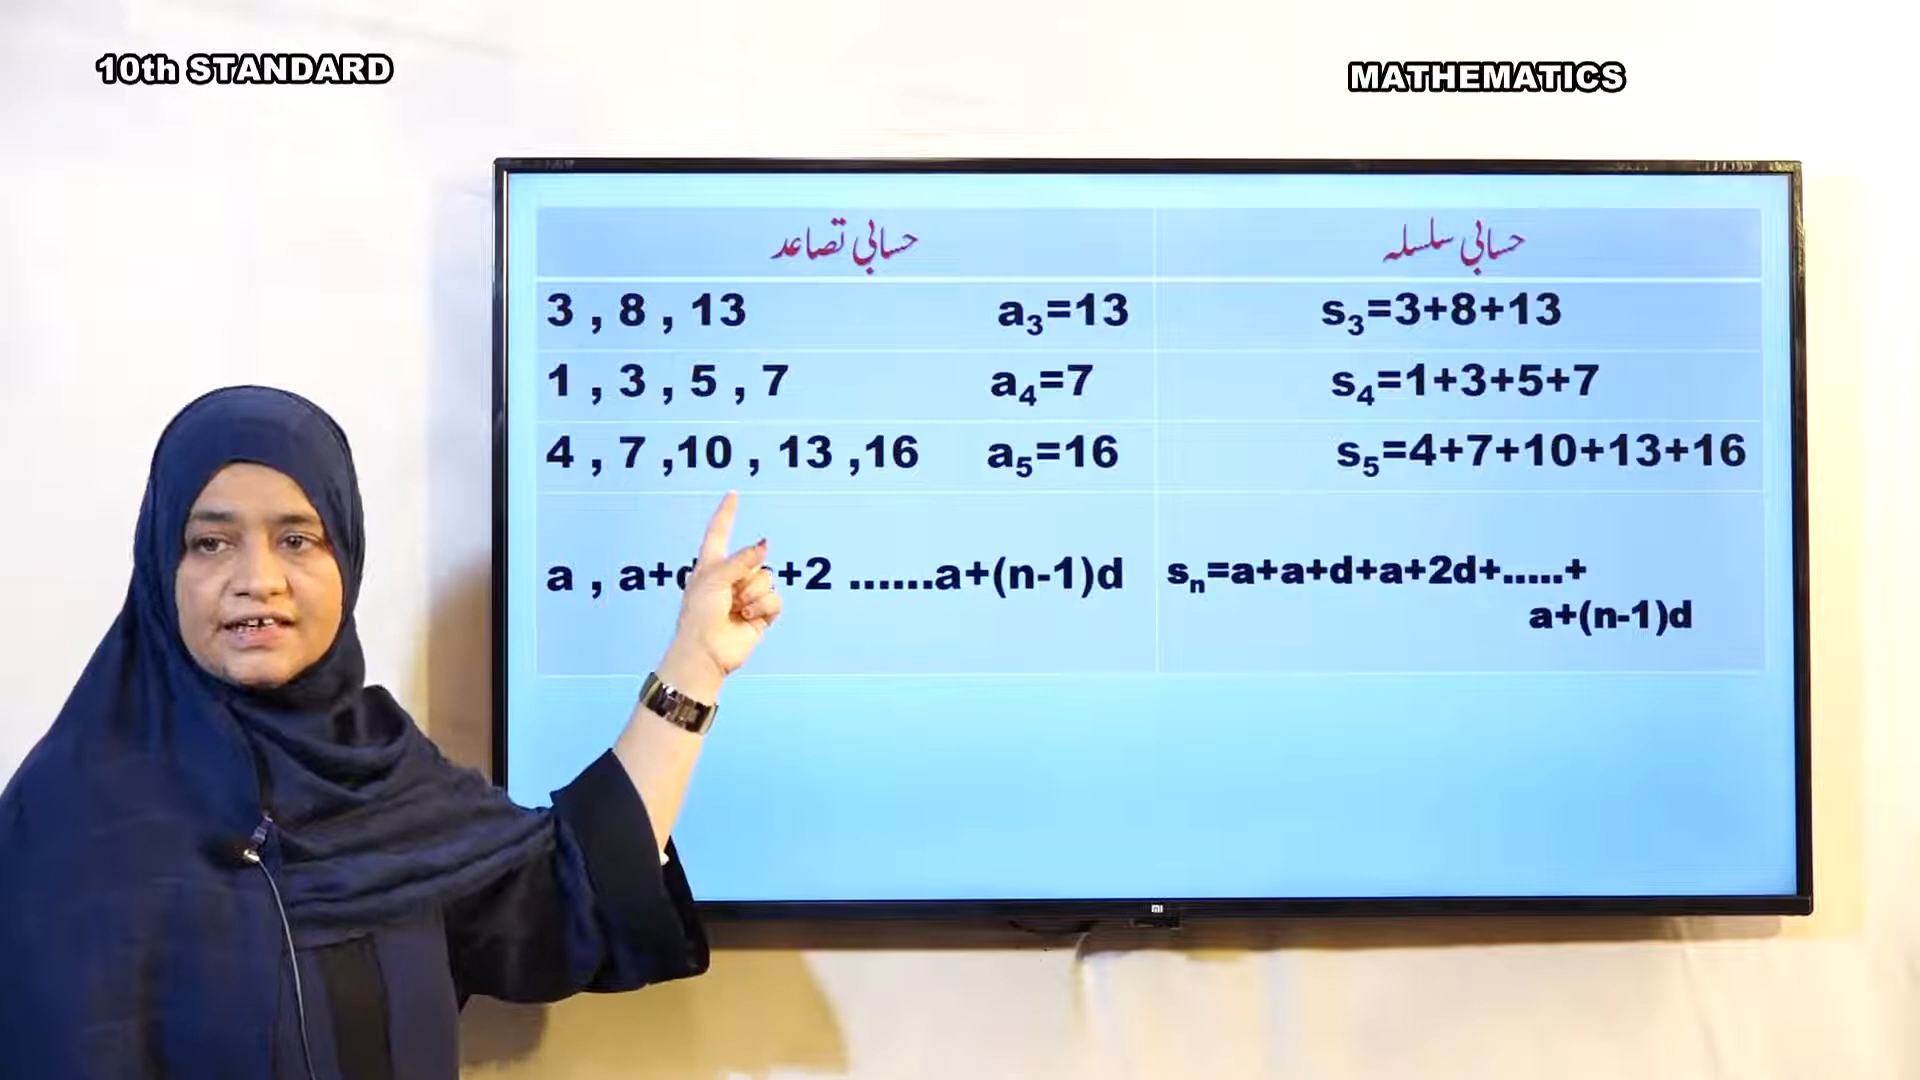 10th STANDARD
MATHEMATICS
حسابی تصاعد
حسابی سلسلہ
3 , 8 , 13 a₃=13
s₃=3+8+13
1 , 3 , 5 , 7 a₄=7
s₄=1+3+5+7
4 , 7 ,10 , 13 ,16 a₅=16
s₅=4+7+10+13+16
a , a+ +2 ......a+(n-1)d
sₙ=a+a+d+a+2d+.....+
a+(n-1)d
mi